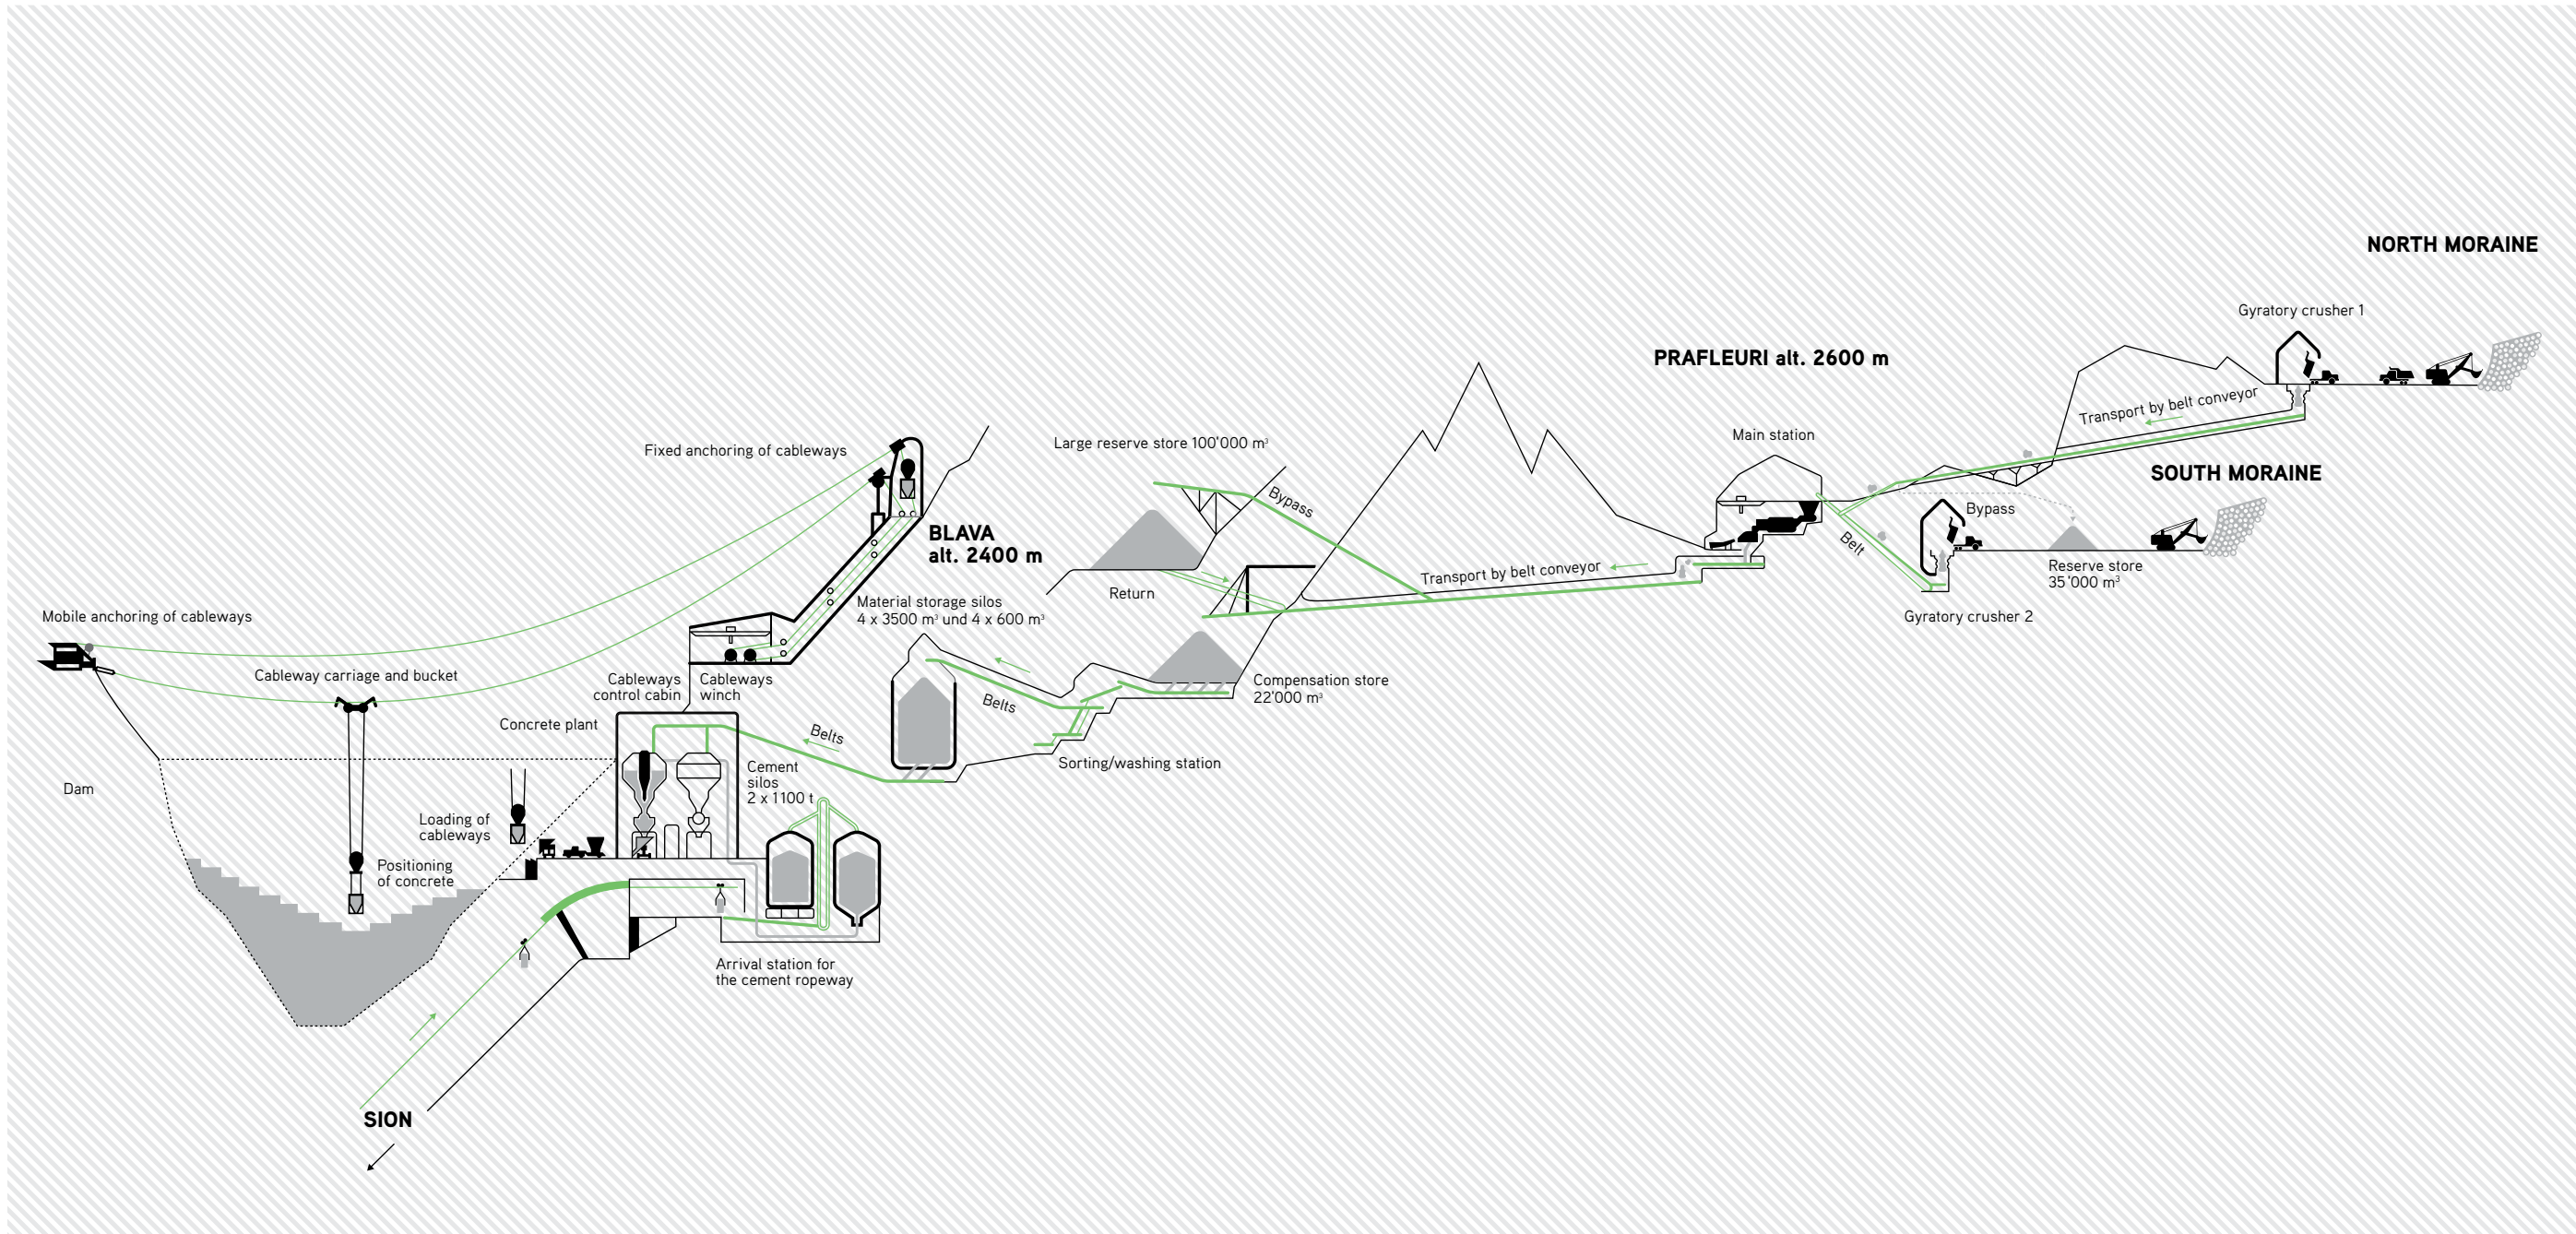 NORTH MORAINE
Gyratory crusher 1
PRAFLEURI alt. 2600 m
Transport by belt conveyor
Main station
SOUTH MORAINE
Fixed anchoring of cableways
Large reserve store 100'000 m³
Bypass
Bypass
BLAVA
alt. 2400 m
Belt
Reserve store
35'000 m³
Transport by belt conveyor
Return
Material storage silos
4 x 3500 m³ und 4 x 600 m³
Gyratory crusher 2
Mobile anchoring of cableways
Cableway carriage and bucket
Cableways
control cabin
Cableways
winch
Compensation store
22'000 m³
Belts
Concrete plant
Belts
Sorting/washing station
Cement
silos
2 x 1100 t
Dam
Loading of
cableways
Positioning
of concrete
Arrival station for
the cement ropeway
SION